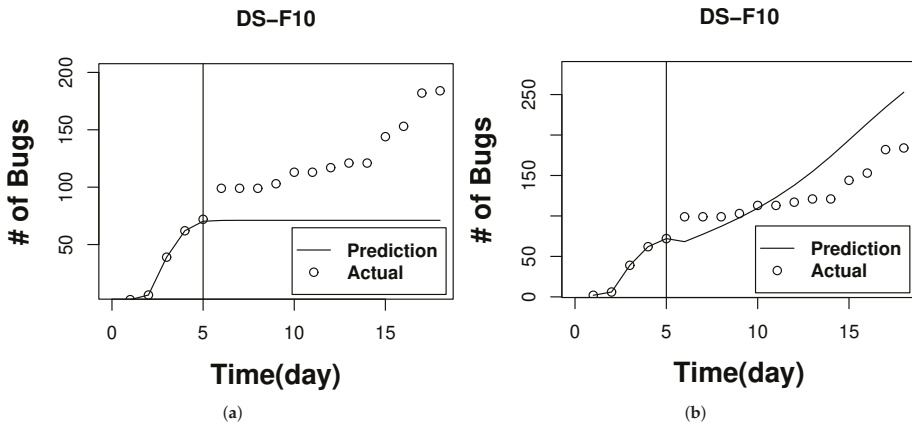 DS-F10
# of Bugs
200
150
100
50
Prediction
Actual
0 5 10 15
Time(day)
(a)
DS-F10
# of Bugs
250
150
50
0
Prediction
Actual
0 5 10 15
Time(day)
(b)